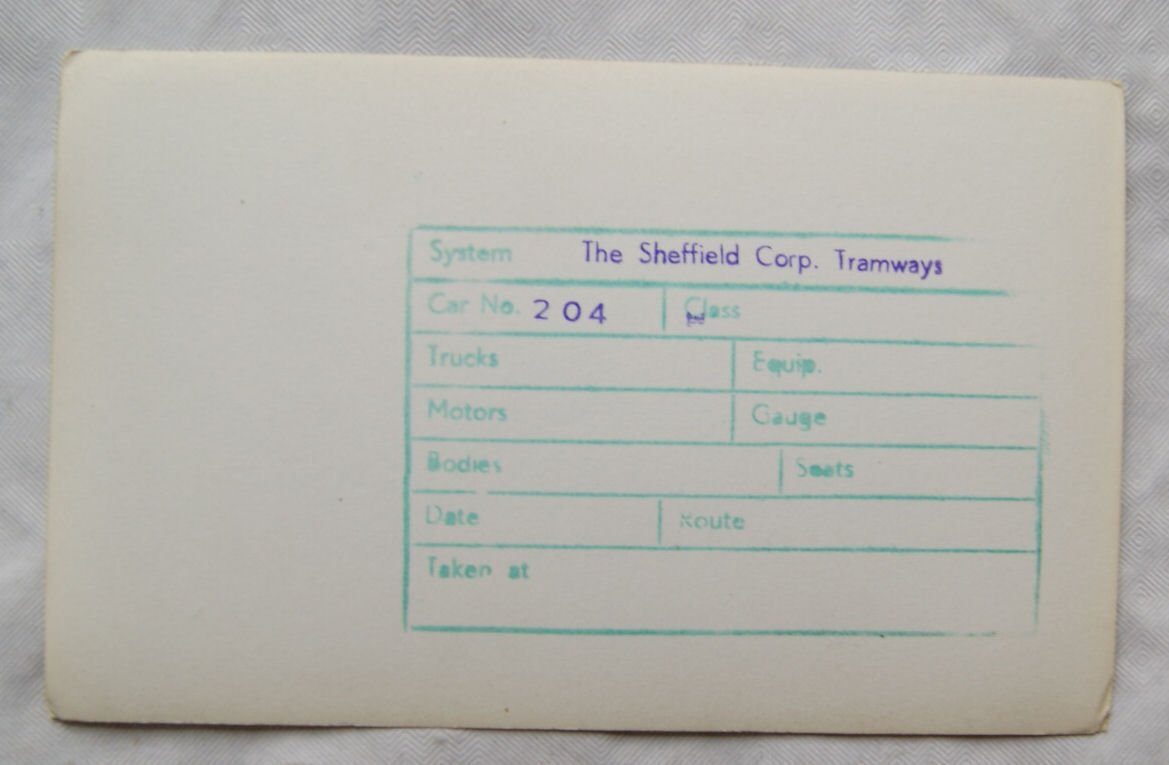 System The Sheffield Corp. Tramways
Car No. 204 Class
Trucks Equip.
Motors Gauge
Bodies Seats
Date Route
Taken at